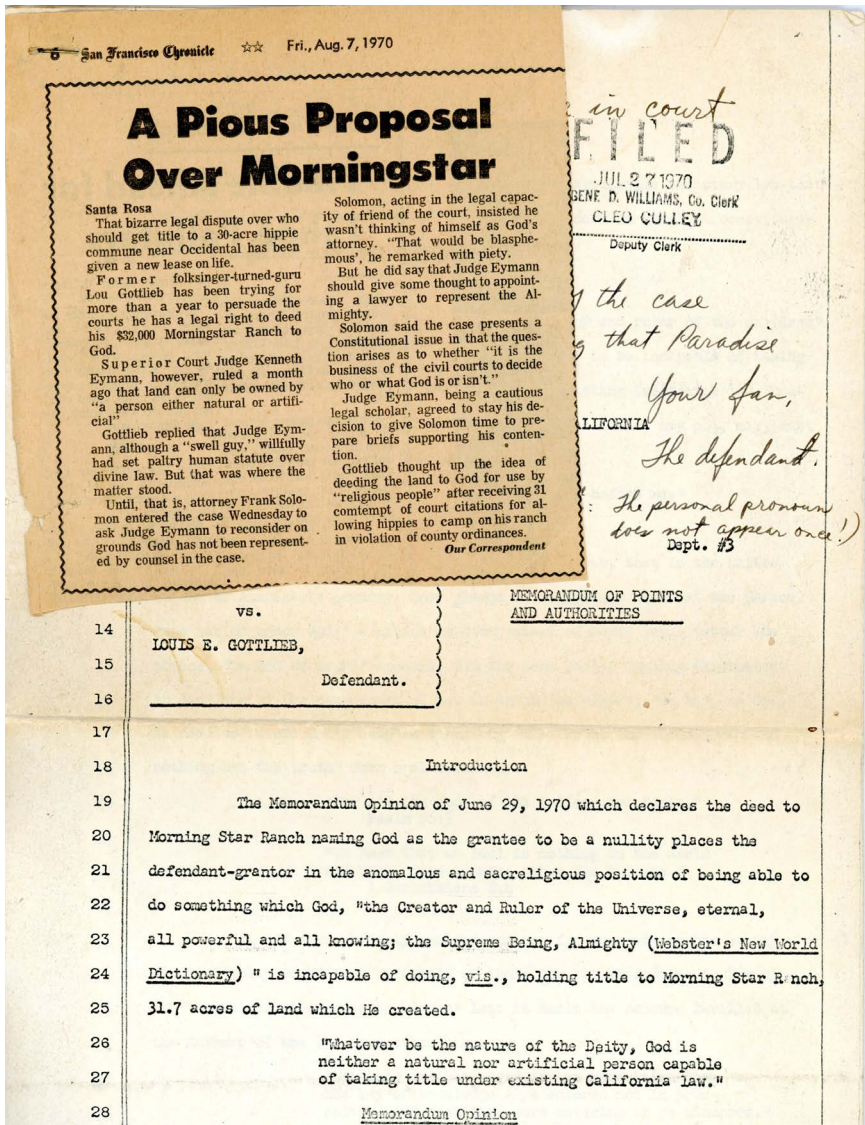 6 San Francisco Chronicle ☆☆ Fri., Aug. 7, 1970
A Pious Proposal
Over Morningstar
Santa Rosa
That bizarre legal dispute over who
should get title to a 30-acre hippie
commune near Occidental has been
given a new lease on life.
Former folksinger-turned-guru
Lou Gottlieb has been trying for
more than a year to persuade the
courts he has a legal right to deed
his $32,000 Morningstar Ranch to
God.
Superior Court Judge Kenneth
Eymann, however, ruled a month
ago that land can only be owned by
"a person either natural or artifi-
cial"
Gottlieb replied that Judge Eym-
ann, although a "swell guy," willfully
had set paltry human statute over
divine law. But that was where the
matter stood.
Until, that is, attorney Frank Solo-
mon entered the case Wednesday to
ask Judge Eymann to reconsider on
grounds God has not been represent-
ed by counsel in the case.
Solomon, acting in the legal capac-
ity of friend of the court, insisted he
wasn't thinking of himself as God's
attorney. "That would be blasphe-
mous', he remarked with piety.
But he did say that Judge Eymann
should give some thought to appoint-
ing a lawyer to represent the Al-
mighty.
Solomon said the case presents a
Constitutional issue in that the ques-
tion arises as to whether "it is the
business of the civil courts to decide
who or what God is or isn't."
Judge Eymann, being a cautious
legal scholar, agreed to stay his de-
cision to give Solomon time to pre-
pare briefs supporting his conten-
tion.
Gottlieb thought up the idea of
deeding the land to God for use by
"religious people" after receiving 31
comtempt of court citations for al-
lowing hippies to camp on his ranch
in violation of county ordinances.
Our Correspondent
in court
FILED
JUL 27 1970
GENE D. WILLIAMS, Co. Clerk
CLEO CULLEY
Deputy Clerk
the case
that Paradise
Your fan,
ALIFORNIA
The defendant.
: The personal pronoun
does not appear once!)
Dept. #3
vs.
MEMORANDUM OF POINTS
AND AUTHORITIES
14
LOUIS E. GOTTLIEB,
15
Defendant.
16
17
18 Introduction
19 The Memorandum Opinion of June 29, 1970 which declares the deed to
20 Morning Star Ranch naming God as the grantee to be a nullity places the
21 defendant-grantor in the anomalous and sacreligious position of being able to
22 do something which God, "the Creator and Ruler of the Universe, eternal,
23 all powerful and all knowing; the Supreme Being, Almighty (Webster's New World
24 Dictionary) " is incapable of doing, vis., holding title to Morning Star R nch,
25 31.7 acres of land which He created.
26 "Whatever be the nature of the Deity, God is
neither a natural nor artificial person capable
27 of taking title under existing California law."
28 Memorandum Opinion